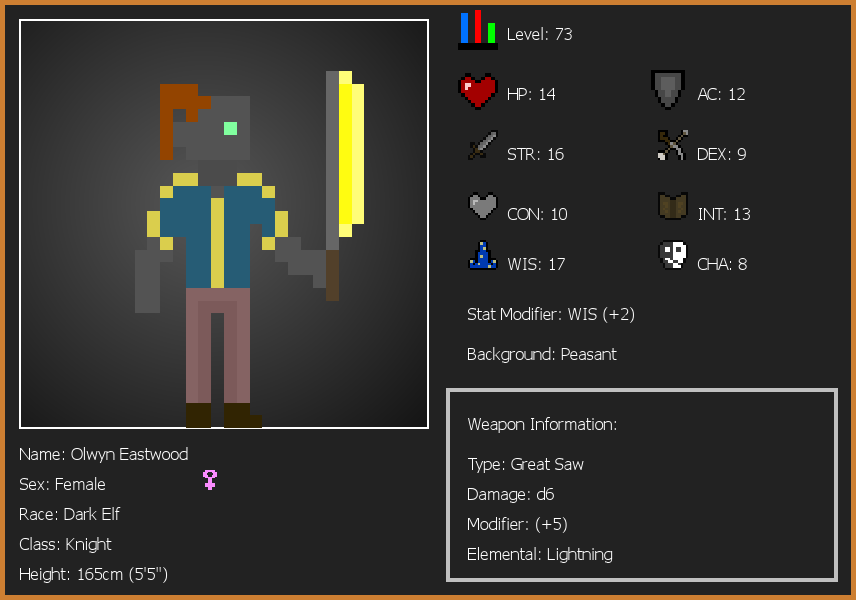 Level: 73
HP: 14
AC: 12
STR: 16
DEX: 9
CON: 10
INT: 13
WIS: 17
CHA: 8
Stat Modifier: WIS (+2)
Background: Peasant
Weapon Information:
Type: Great Saw
Damage: d6
Modifier: (+5)
Elemental: Lightning
Name: Olwyn Eastwood
Sex: Female
Race: Dark Elf
Class: Knight
Height: 165cm (5'5")